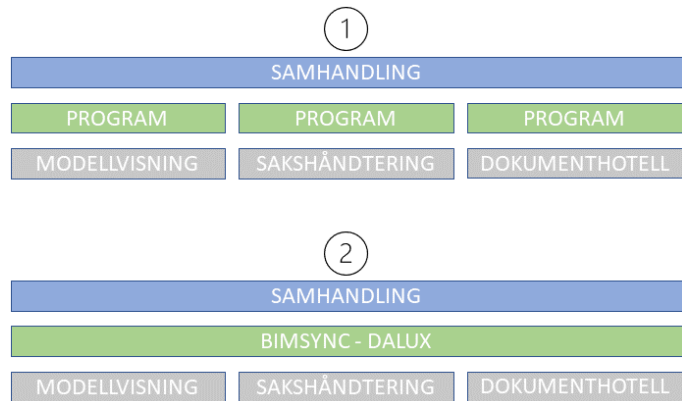 1
SAMHANDLING
PROGRAM PROGRAM PROGRAM
MODELLVISNING SAKSHÅNDTERING DOKUMENTHOTELL
2
SAMHANDLING
BIMSYNC - DALUX
MODELLVISNING SAKSHÅNDTERING DOKUMENTHOTELL